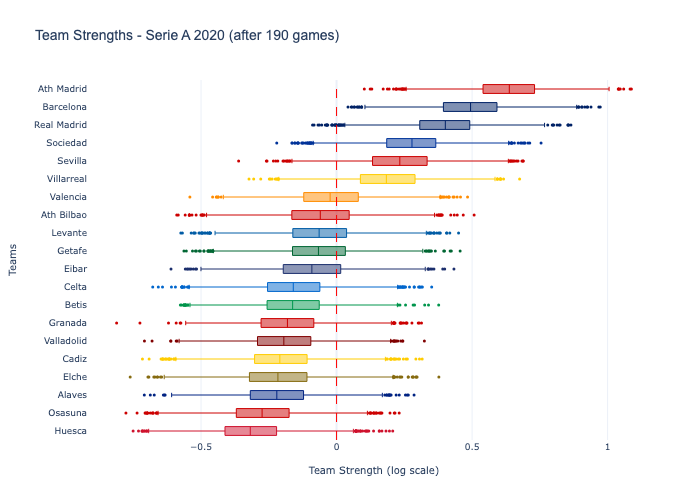 Team Strengths - Serie A 2020 (after 190 games)
Ath Madrid
Barcelona
Real Madrid
Sociedad
Sevilla
Villarreal
Valencia
Ath Bilbao
Levante
Getafe
Eibar
Celta
Betis
Granada
Valladolid
Cadiz
Elche
Alaves
Osasuna
Huesca
Teams
−0.5 0 0.5 1
Team Strength (log scale)